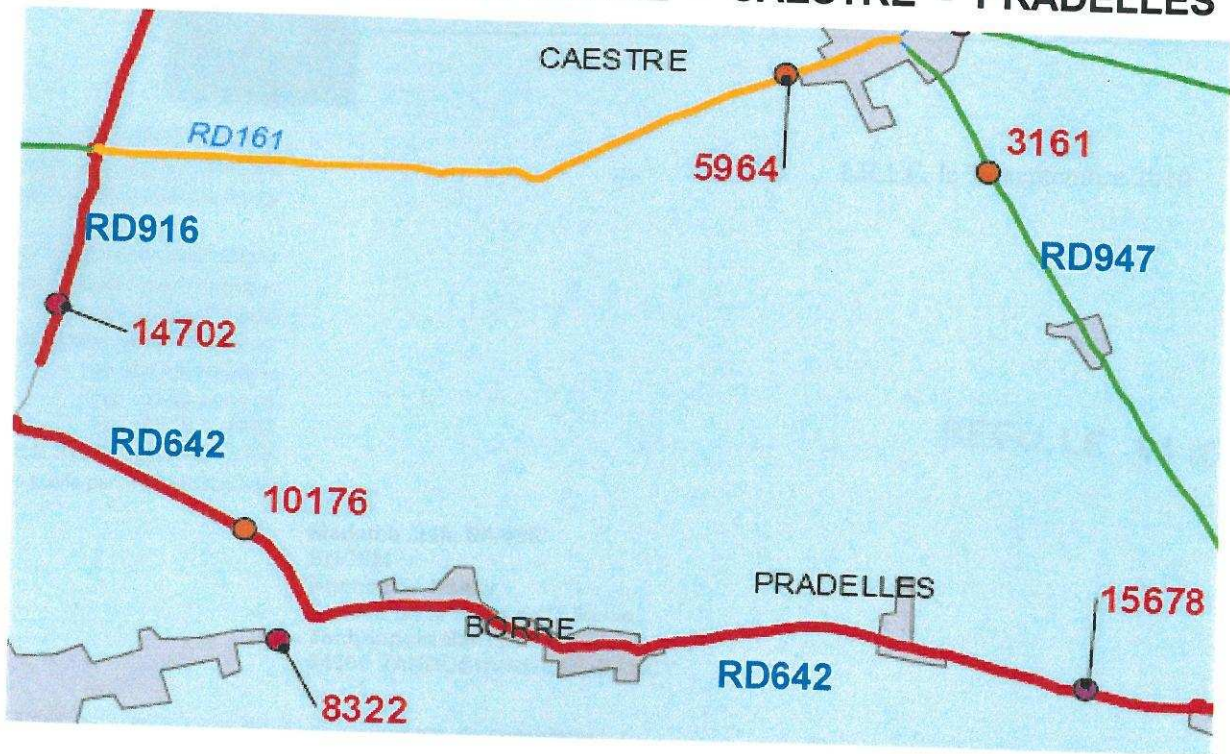 CAESTRE - PRADELLES
CAESTRE
RD161
5964
3161
RD916
RD947
14702
RD642
10176
PRADELLES
15678
BORRE
RD642
8322